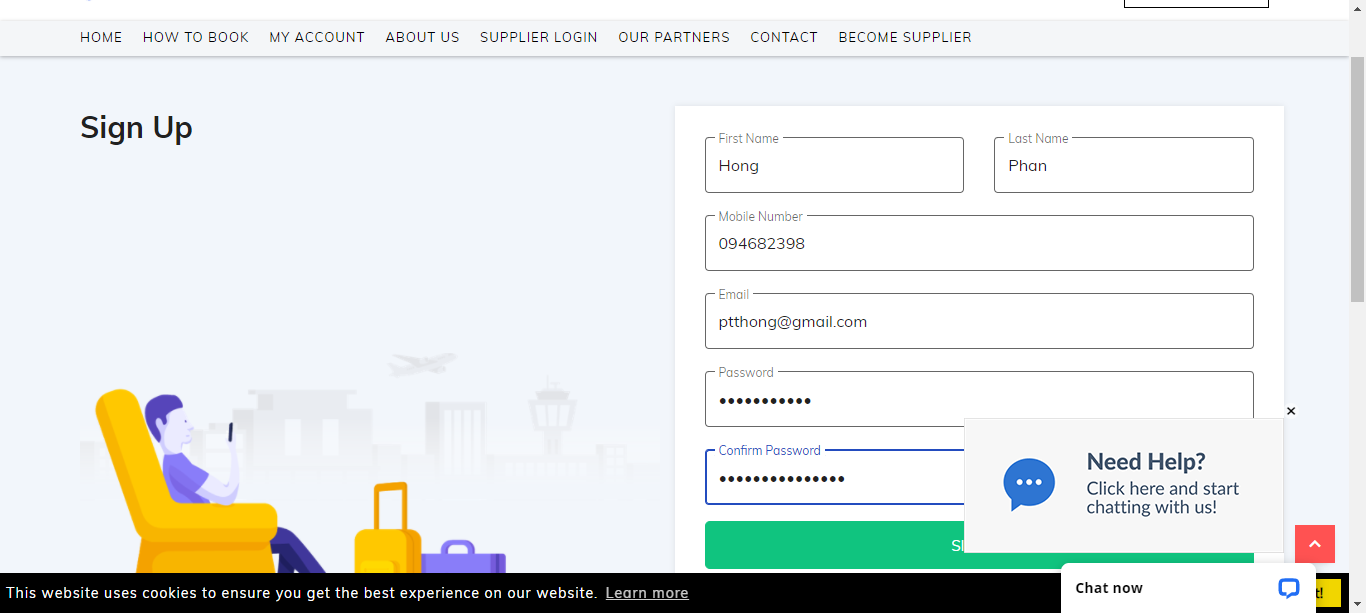 HOME HOW TO BOOK MY ACCOUNT ABOUT US SUPPLIER LOGIN OUR PARTNERS CONTACT BECOME SUPPLIER
Sign Up
First Name
Hong
Last Name
Phan
Mobile Number
094682398
Email
ptthong@gmail.com
Password
•••••••••••
Confirm Password
•••••••••••••••
Need Help?
Click here and start
chatting with us!
This website uses cookies to ensure you get the best experience on our website. Learn more
Chat now